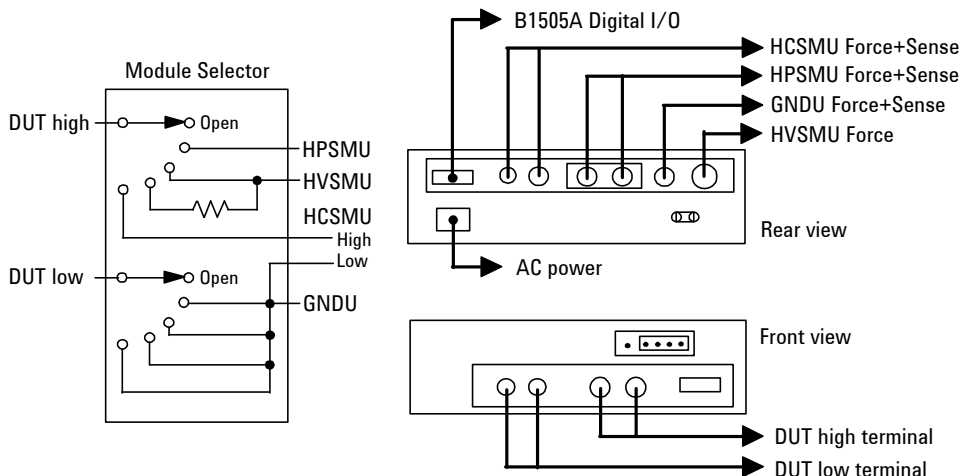 B1505A Digital I/O
HCSMU Force+Sense
HPSMU Force+Sense
GNDU Force+Sense
HVSMU Force
Rear view
AC power
Module Selector
DUT high
Open
HPSMU
HVSMU
HCSMU
High
Low
DUT low
Open
GNDU
Front view
DUT high terminal
DUT low terminal